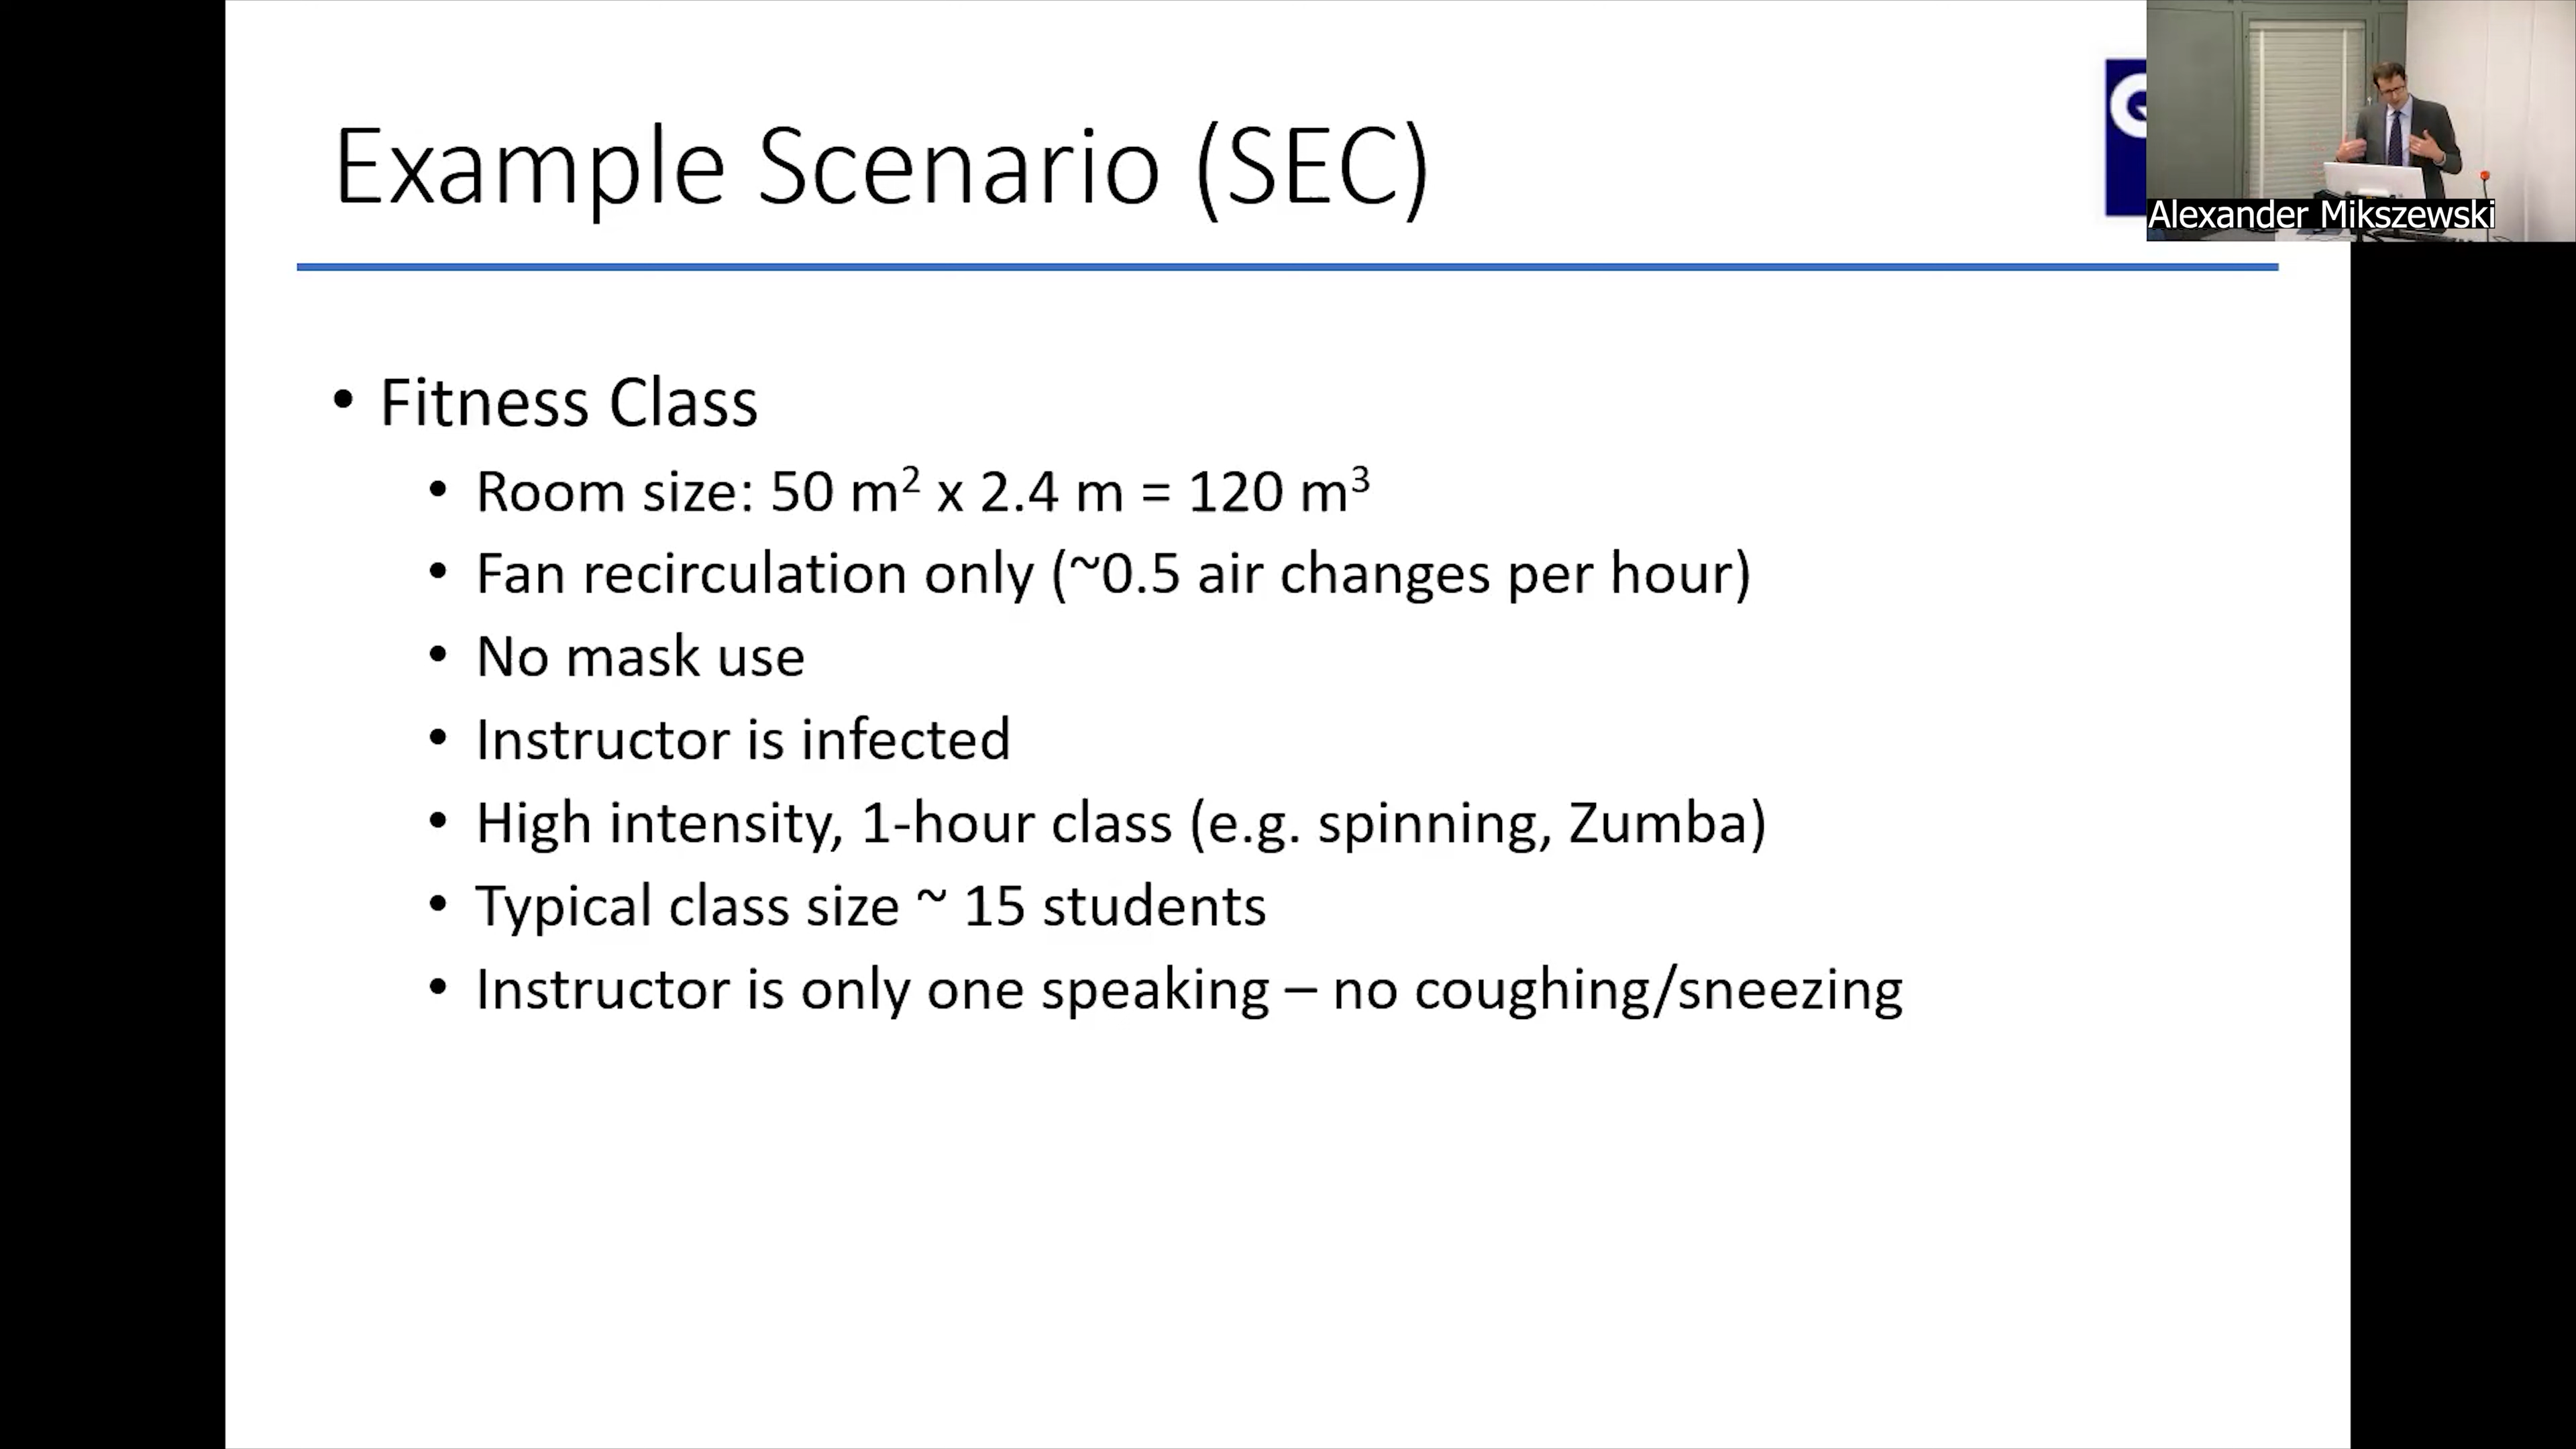 Example Scenario (SEC)
Alexander Mikszewski
• Fitness Class
• Room size: 50 m² x 2.4 m = 120 m³
• Fan recirculation only (~0.5 air changes per hour)
• No mask use
• Instructor is infected
• High intensity, 1-hour class (e.g. spinning, Zumba)
• Typical class size ~ 15 students
• Instructor is only one speaking – no coughing/sneezing